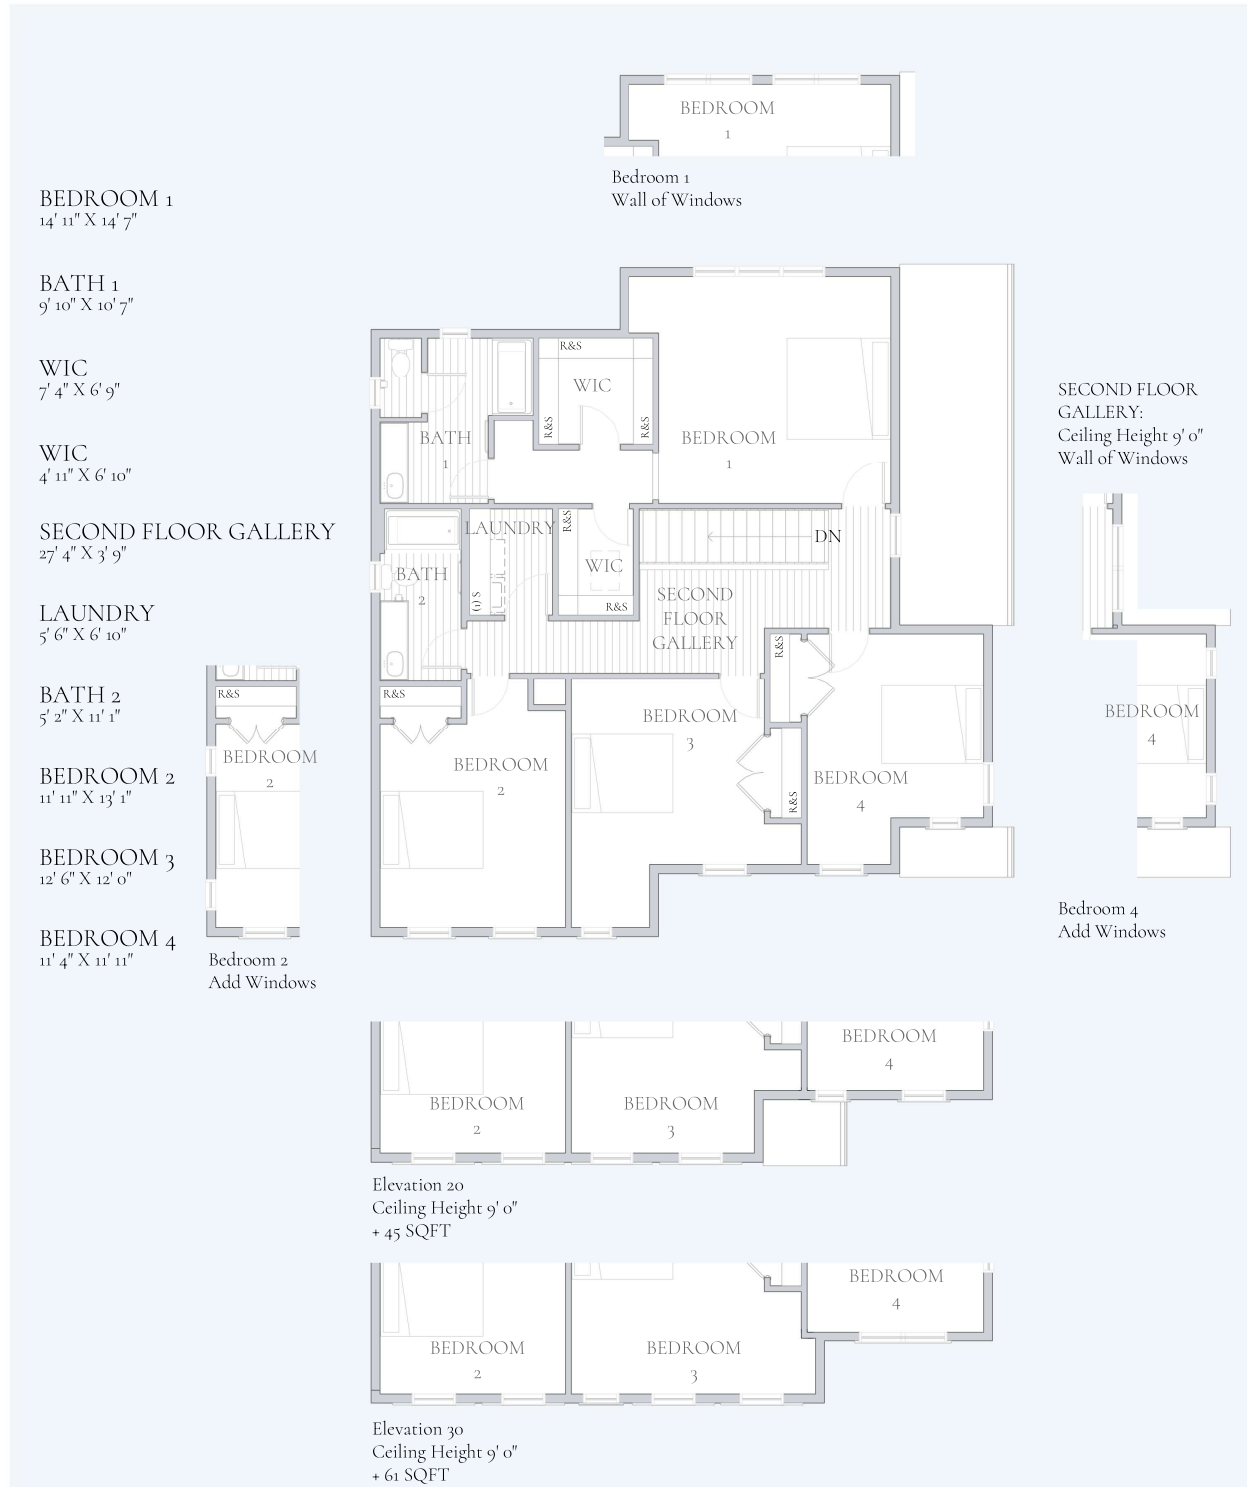 BEDROOM
1
Bedroom 1
Wall of Windows
BEDROOM 1
14' 11" X 14' 7"
BATH 1
9' 10" X 10' 7"
WIC
7' 4" X 6' 9"
WIC
4' 11" X 6' 10"
SECOND FLOOR GALLERY
27' 4" X 3' 9"
LAUNDRY
5' 6" X 6' 10"
BATH 2
5' 2" X 11' 1"
BEDROOM 2
11' 11" X 13' 1"
BEDROOM 3
12' 6" X 12' 0"
BEDROOM 4
11' 4" X 11' 11"
R&S
WIC
R&S
R&S
BATH
1
BEDROOM
1
LAUNDRY
R&S
DN
BATH
2
WIC
(1) S
R&S
SECOND
FLOOR
GALLERY
R&S
R&S
BEDROOM
3
BEDROOM
2
R&S
BEDROOM
4
SECOND FLOOR
GALLERY:
Ceiling Height 9' 0"
Wall of Windows
BEDROOM
4
Bedroom 4
Add Windows
R&S
BEDROOM
2
Bedroom 2
Add Windows
BEDROOM
2
BEDROOM
3
BEDROOM
4
Elevation 20
Ceiling Height 9' 0"
+ 45 SQFT
BEDROOM
2
BEDROOM
3
BEDROOM
4
Elevation 30
Ceiling Height 9' 0"
+ 61 SQFT